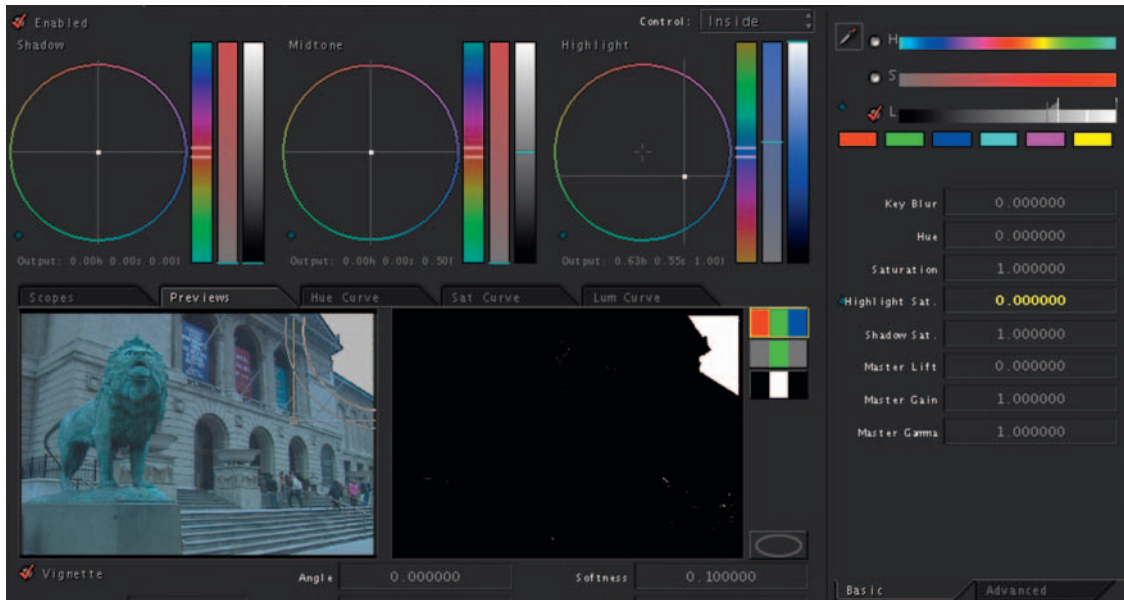 Enabled
Control: Inside
Shadow
Midtone
Highlight
H
S
L
Output: 0.00h 0.00s 0.00l
Output: 0.00h 0.00s 0.50l
Output: 0.63h 0.55s 1.00l
Key Blur 0.000000
Hue 0.000000
Saturation 1.000000
Highlight Sat. 0.000000
Shadow Sat. 1.000000
Master Lift 0.000000
Master Gain 1.000000
Master Gamma 1.000000
Scopes
Previews
Hue Curve
Sat Curve
Lum Curve
Vignette
Angle 0.000000
Softness 0.100000
Basic
Advanced